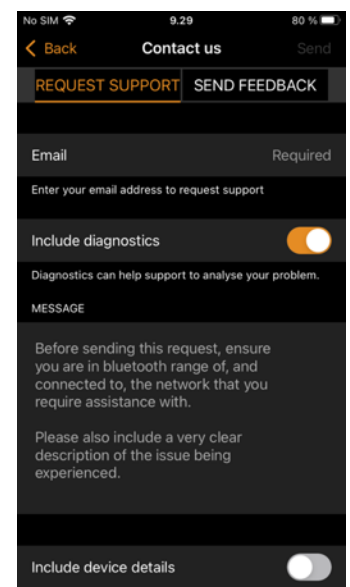 No SIM 9.29 80 %
Back Contact us Send
REQUEST SUPPORT SEND FEEDBACK
Email Required
Enter your email address to request support
Include diagnostics
Diagnostics can help support to analyse your problem.
MESSAGE
Before sending this request, ensure
you are in bluetooth range of, and
connected to, the network that you
require assistance with.
Please also include a very clear
description of the issue being
experienced.
Include device details